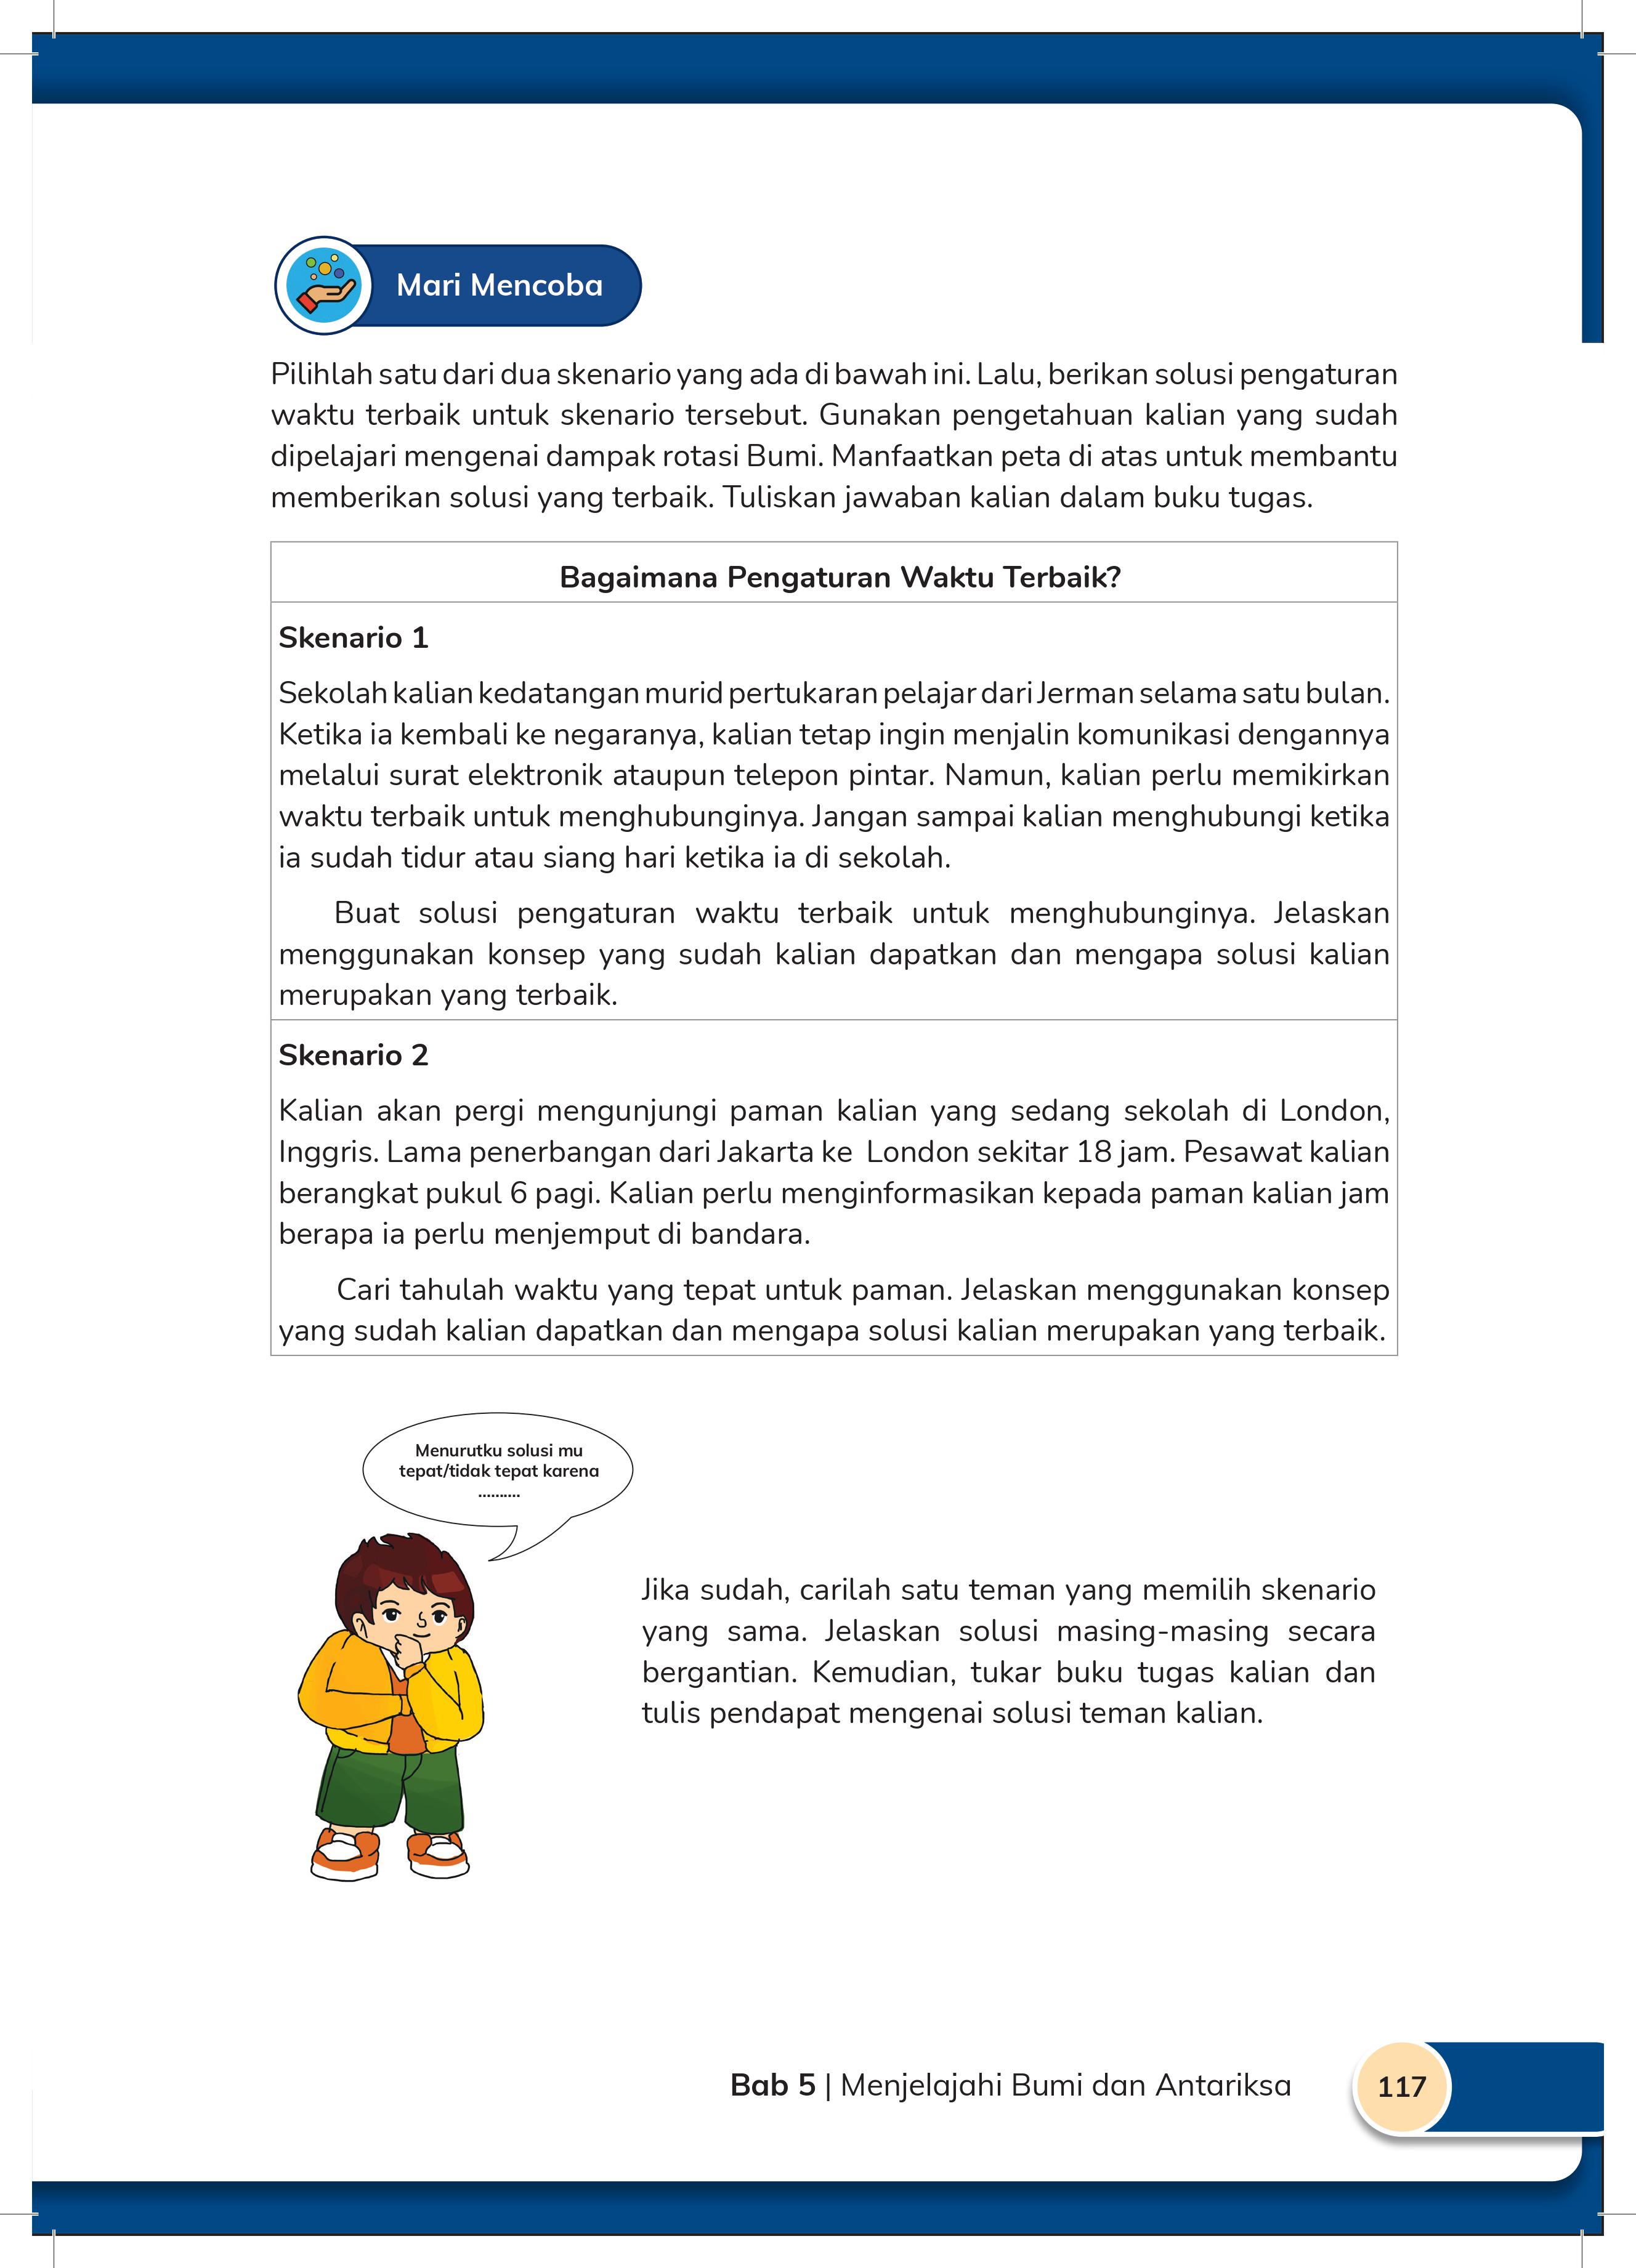 Mari Mencoba
Pilihlah satu dari dua skenario yang ada di bawah ini. Lalu, berikan solusi pengaturan
waktu terbaik untuk skenario tersebut. Gunakan pengetahuan kalian yang sudah
dipelajari mengenai dampak rotasi Bumi. Manfaatkan peta di atas untuk membantu
memberikan solusi yang terbaik. Tuliskan jawaban kalian dalam buku tugas.
Bagaimana Pengaturan Waktu Terbaik?
Skenario 1
Sekolah kalian kedatangan murid pertukaran pelajar dari Jerman selama satu bulan.
Ketika ia kembali ke negaranya, kalian tetap ingin menjalin komunikasi dengannya
melalui surat elektronik ataupun telepon pintar. Namun, kalian perlu memikirkan
waktu terbaik untuk menghubunginya. Jangan sampai kalian menghubungi ketika
ia sudah tidur atau siang hari ketika ia di sekolah.
Buat solusi pengaturan waktu terbaik untuk menghubunginya. Jelaskan
menggunakan konsep yang sudah kalian dapatkan dan mengapa solusi kalian
merupakan yang terbaik.
Skenario 2
Kalian akan pergi mengunjungi paman kalian yang sedang sekolah di London,
Inggris. Lama penerbangan dari Jakarta ke London sekitar 18 jam. Pesawat kalian
berangkat pukul 6 pagi. Kalian perlu menginformasikan kepada paman kalian jam
berapa ia perlu menjemput di bandara.
Cari tahulah waktu yang tepat untuk paman. Jelaskan menggunakan konsep
yang sudah kalian dapatkan dan mengapa solusi kalian merupakan yang terbaik.
Menurutku solusi mu
tepat/tidak tepat karena
..........
Jika sudah, carilah satu teman yang memilih skenario
yang sama. Jelaskan solusi masing-masing secara
bergantian. Kemudian, tukar buku tugas kalian dan
tulis pendapat mengenai solusi teman kalian.
Bab 5 | Menjelajahi Bumi dan Antariksa
117